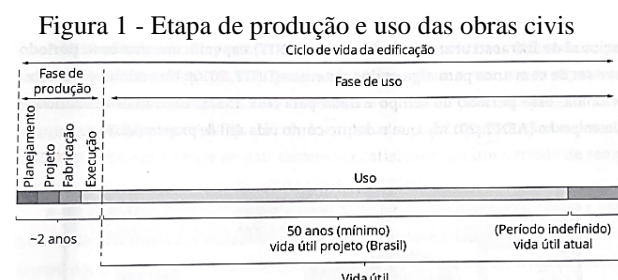 Figura 1 - Etapa de produção e uso das obras civis
Ciclo de vida da edificação
Fase de
produção
Fase de uso
Planejamento
Projeto
Fabricação
Execução
Uso
~2 anos
50 anos (mínimo)
vida útil projeto (Brasil)
(Período indefinido)
vida útil atual
Vida útil